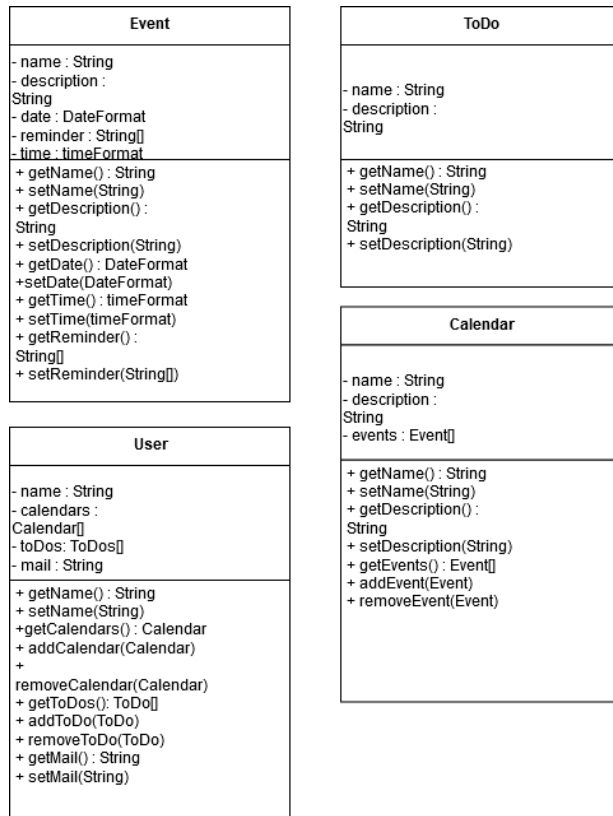 Event
- name : String
- description :
String
- date : DateFormat
- reminder : String[]
- time : timeFormat
+ getName() : String
+ setName(String)
+ getDescription() :
String
+ setDescription(String)
+ getDate() : DateFormat
+setDate(DateFormat)
+ getTime() : timeFormat
+ setTime(timeFormat)
+ getReminder() :
String[]
+ setReminder(String[])
ToDo
- name : String
- description :
String
+ getName() : String
+ setName(String)
+ getDescription() :
String
+ setDescription(String)
User
- name : String
- calendars :
Calendar[]
- toDos: ToDos[]
- mail : String
+ getName() : String
+ setName(String)
+getCalendars() : Calendar
+ addCalendar(Calendar)
+
removeCalendar(Calendar)
+ getToDos(): ToDo[]
+ addToDo(ToDo)
+ removeToDo(ToDo)
+ getMail() : String
+ setMail(String)
Calendar
- name : String
- description :
String
- events : Event[]
+ getName() : String
+ setName(String)
+ getDescription() :
String
+ setDescription(String)
+ getEvents() : Event[]
+ addEvent(Event)
+ removeEvent(Event)